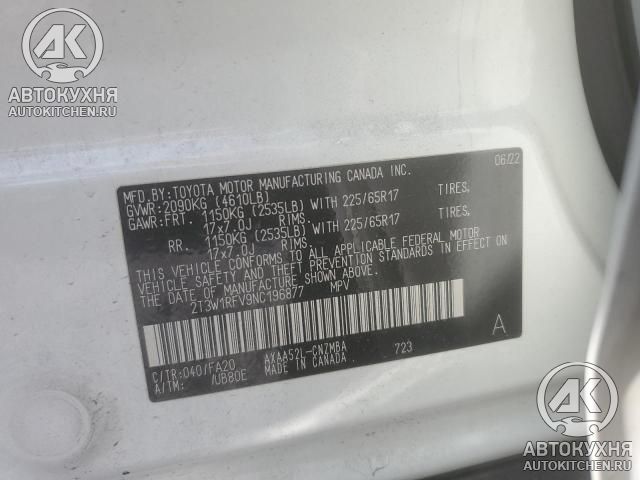 AK
АВТОКУХНЯ
AUTOKITCHEN.RU
MFD.BY:TOYOTA MOTOR MANUFACTURING CANADA INC. 06/22
GVWR:2090KG (4610LB)
GAWR:FRT. 1150KG (2535LB) WITH 225/65R17 TIRES,
17x7.0J RIMS.
RR. 1150KG (2535LB) WITH 225/65R17 TIRES,
17x7.0J RIMS.
THIS VEHICLE CONFORMS TO ALL APPLICABLE FEDERAL MOTOR
VEHICLE SAFETY AND THEFT PREVENTION STANDARDS IN EFFECT ON
THE DATE OF MANUFACTURE SHOWN ABOVE.
2T3W1RFV9NC196877 MPV
C/TR:040/FA20 AXAA52L-CNZMBA 723 A
A/TM: /UB80E MADE IN CANADA
AK
АВТОКУХНЯ
AUTOKITCHEN.RU